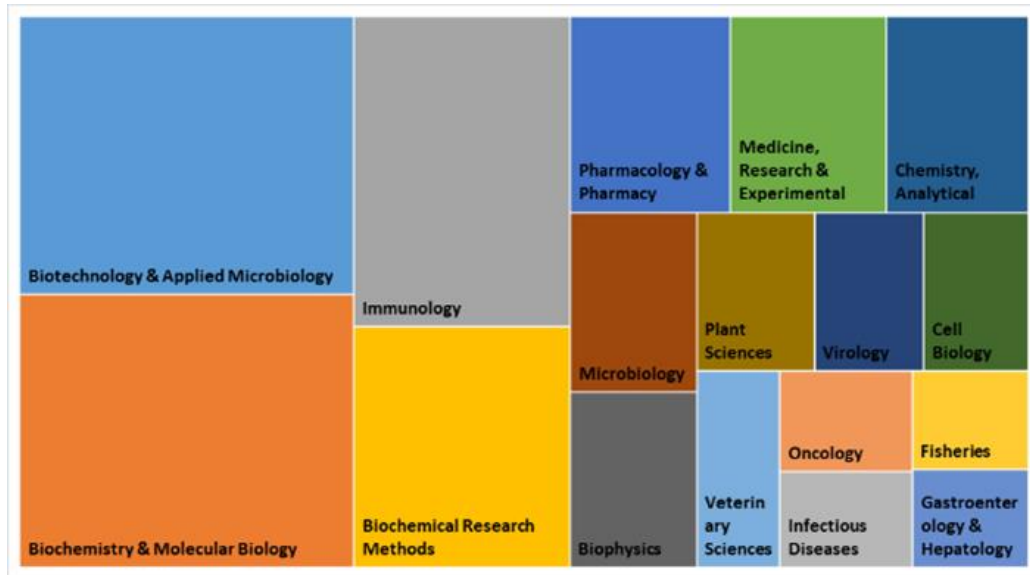 Biotechnology & Applied Microbiology
Biochemistry & Molecular Biology
Immunology
Biochemical Research
Methods
Pharmacology &
Pharmacy
Medicine,
Research &
Experimental
Chemistry,
Analytical
Microbiology
Biophysics
Plant
Sciences
Virology
Cell
Biology
Veterin
ary
Sciences
Oncology
Infectious
Diseases
Fisheries
Gastroenter
ology &
Hepatology